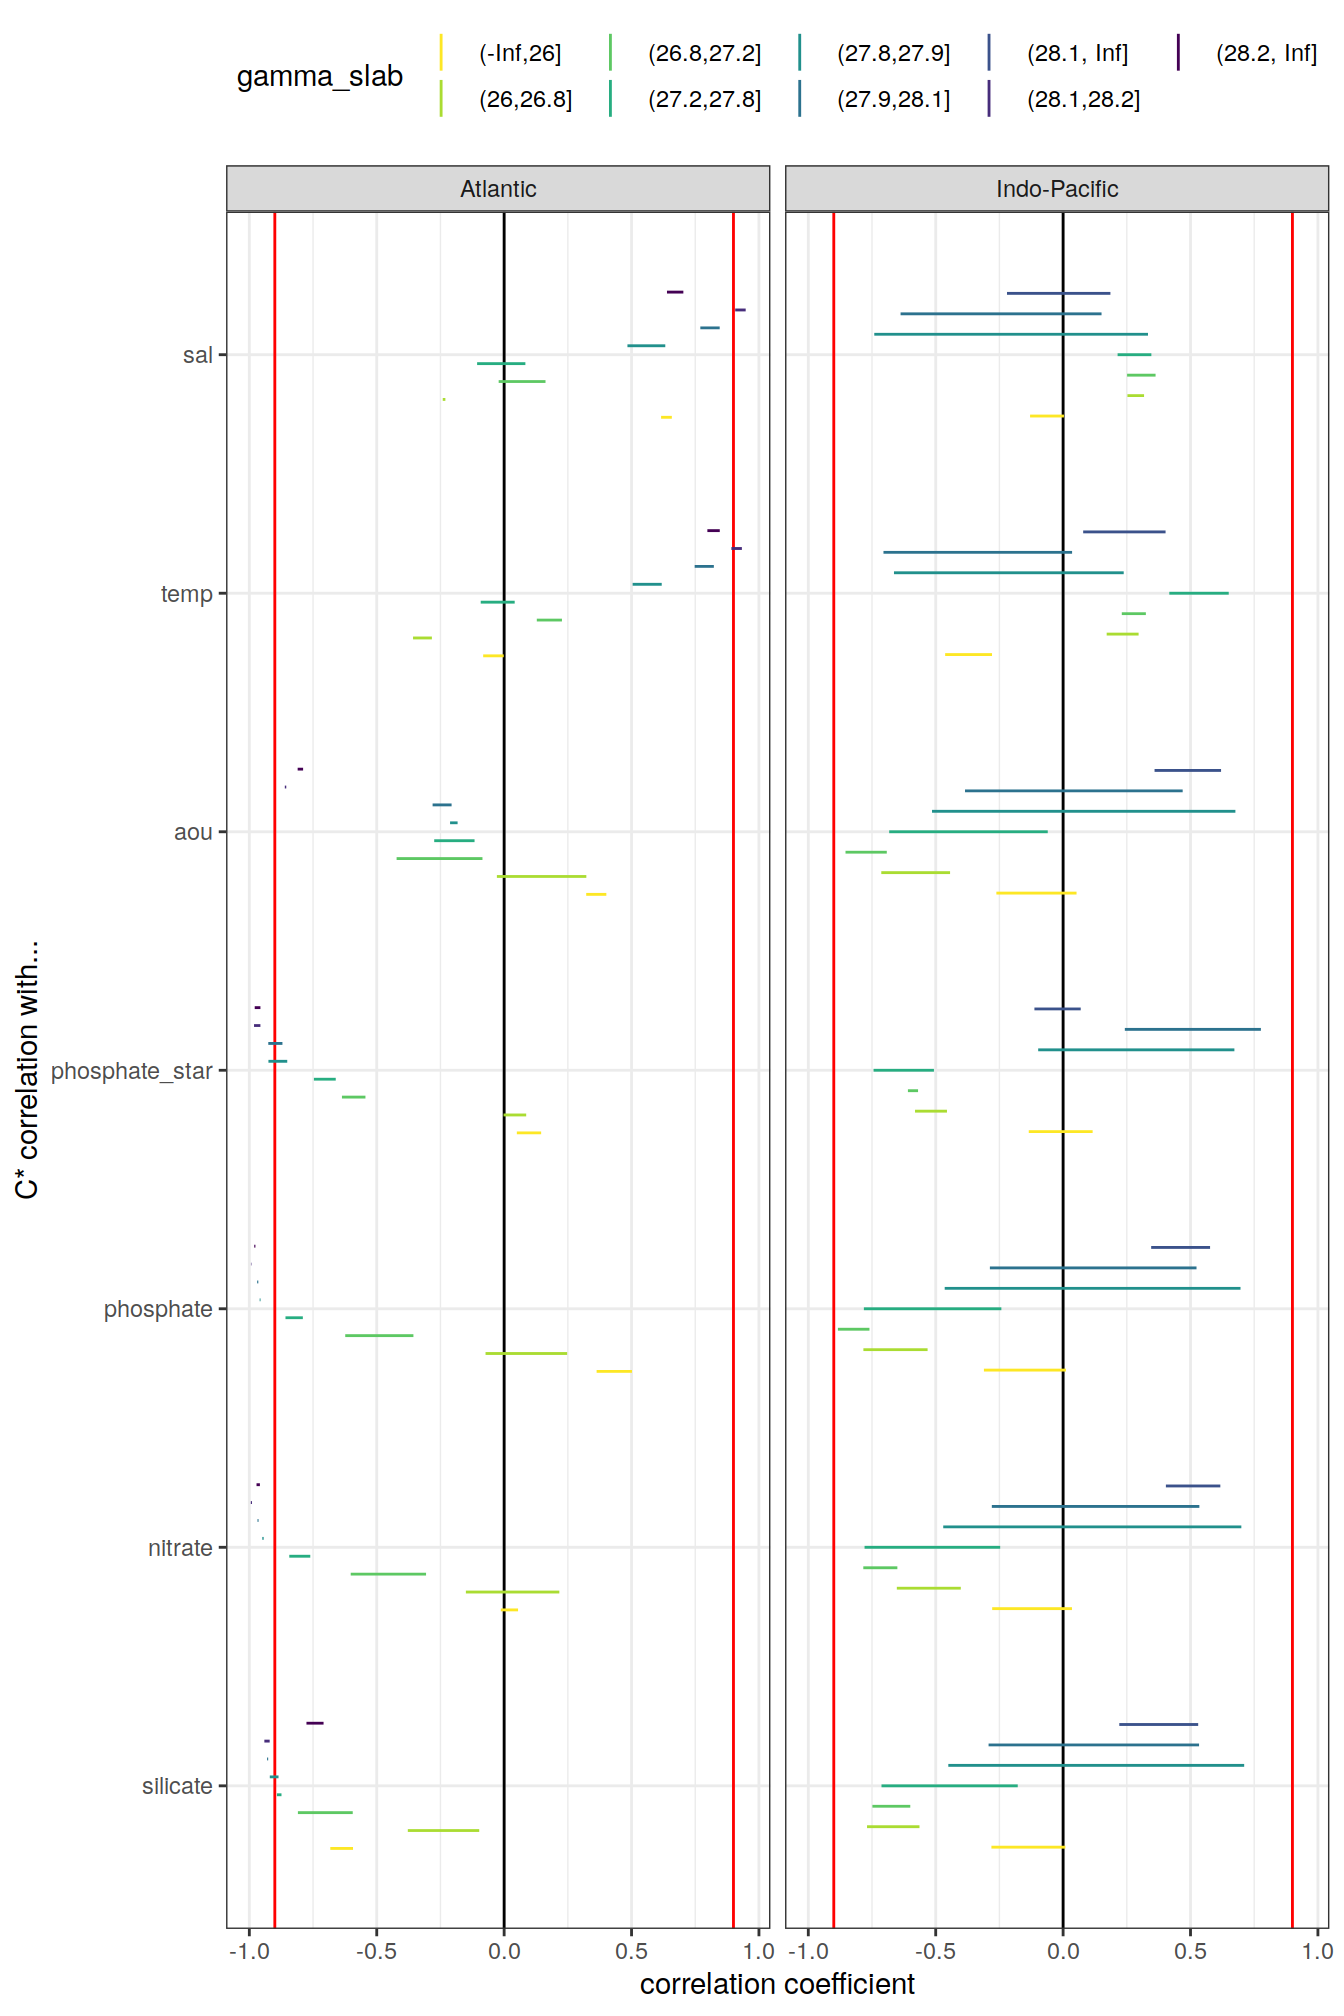 gamma_slab
(-Inf,26] (26.8,27.2] (27.8,27.9] (28.1, Inf] (28.2, Inf]
(26,26.8] (27.2,27.8] (27.9,28.1] (28.1,28.2]
Atlantic Indo-Pacific
C* correlation with...
sal
temp
aou
phosphate_star
phosphate
nitrate
silicate
-1.0 -0.5 0.0 0.5 1.0 -1.0 -0.5 0.0 0.5 1.0
correlation coefficient